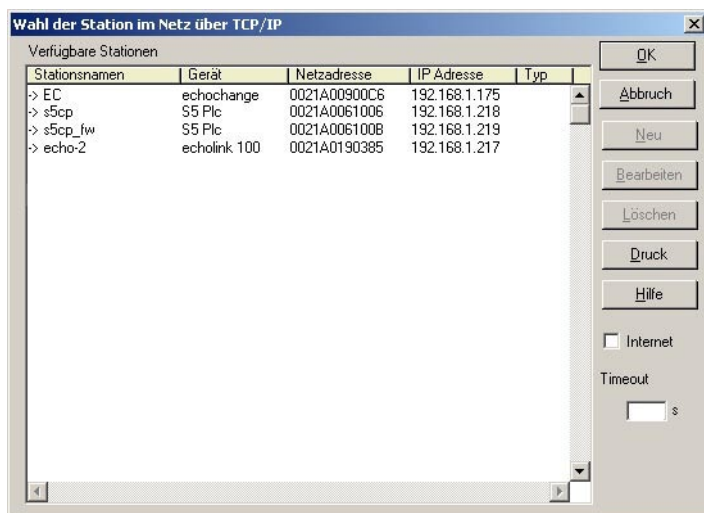 Wahl der Station im Netz über TCP/IP
Verfügbare Stationen
Stationsnamen Gerät Netzadresse IP Adresse Typ
-> EC echochange 0021A00900C6 192.168.1.175
-> s5cp S5 Plc 0021A0061006 192.168.1.218
-> s5cp_fw S5 Plc 0021A006100B 192.168.1.219
-> echo-2 echolink 100 0021A0190385 192.168.1.217
OK
Abbruch
Neu
Bearbeiten
Löschen
Druck
Hilfe
Internet
Timeout
s